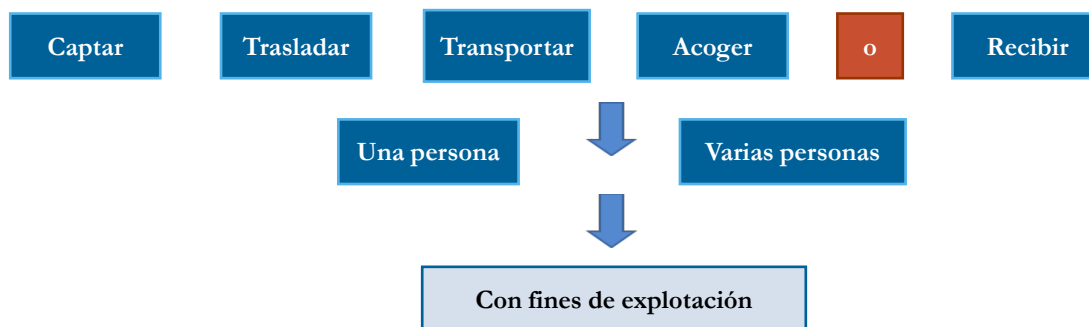 Captar Trasladar Transportar Acoger o Recibir
Una persona Varias personas
Con fines de explotación